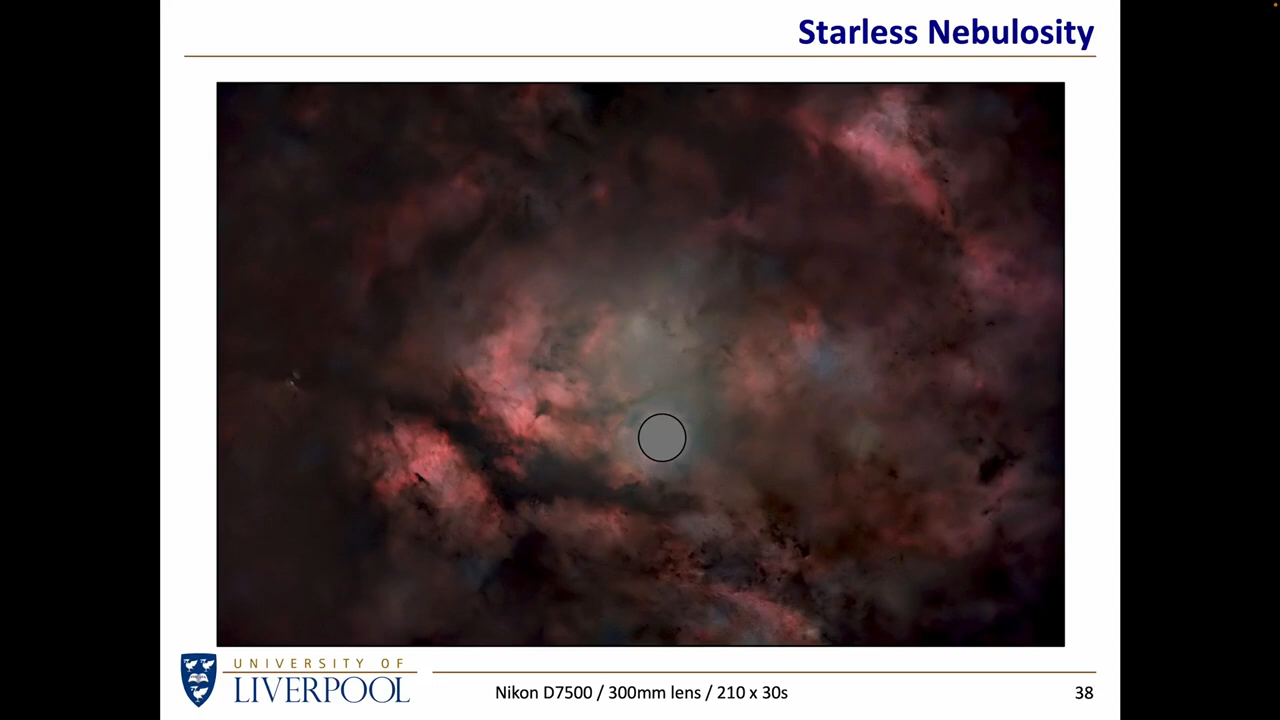 Starless Nebulosity
UNIVERSITY OF
LIVERPOOL
Nikon D7500 / 300mm lens / 210 x 30s
38